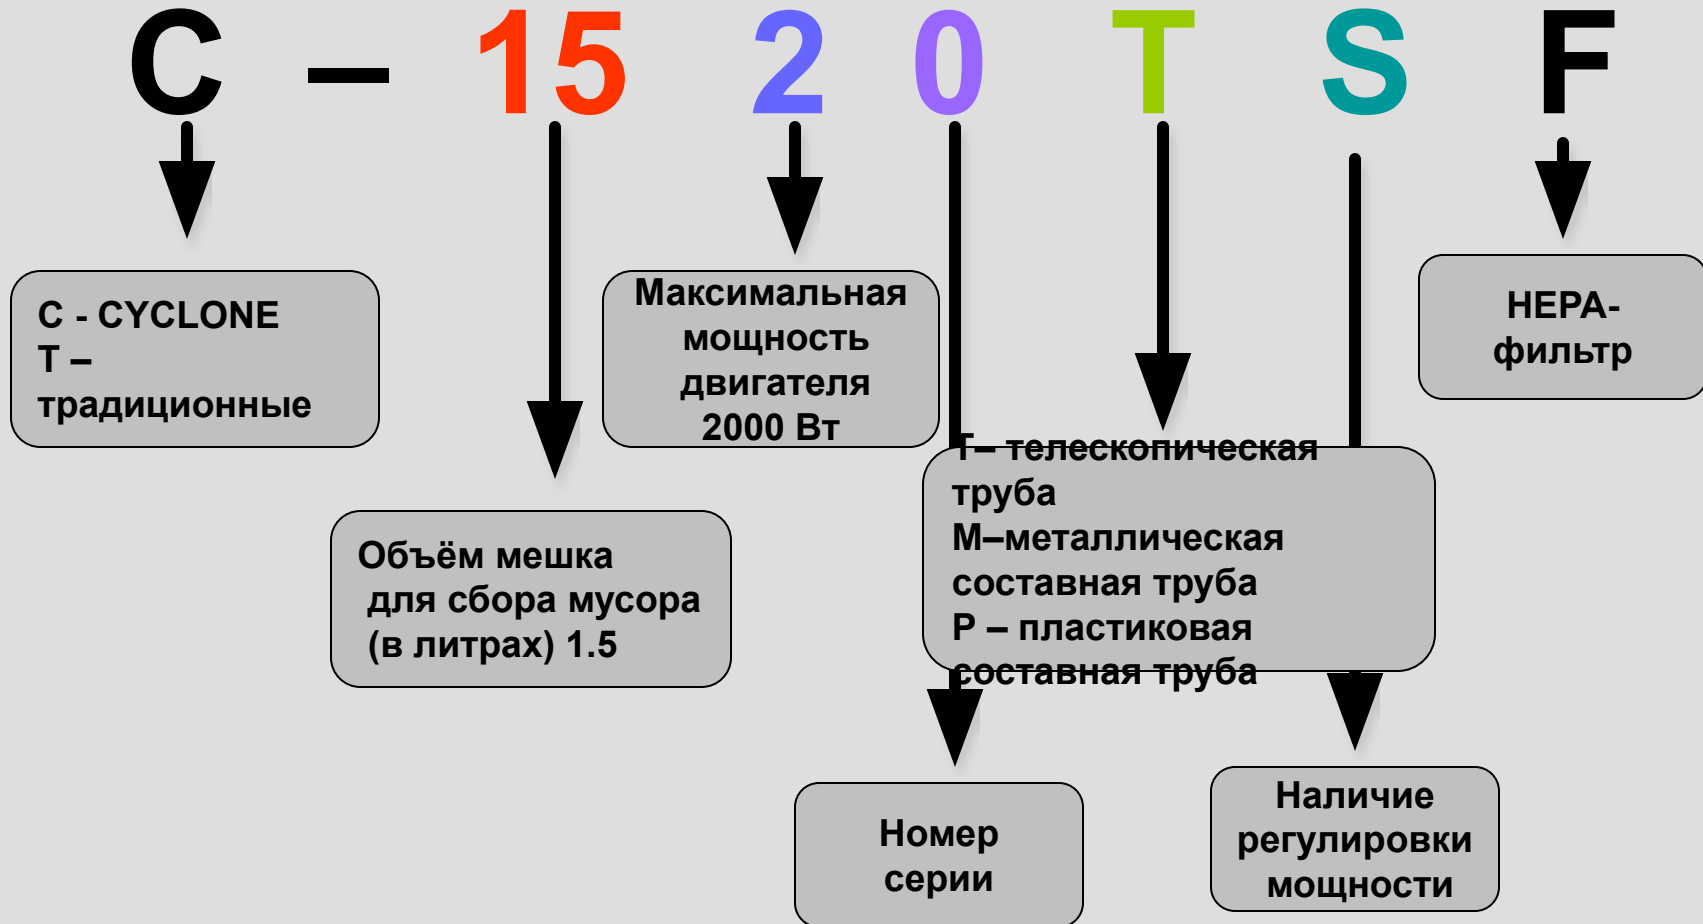 C – 15 2 0 T S F
C - CYCLONE
T –
традиционные
Объём мешка
для сбора мусора
(в литрах) 1.5
Максимальная
мощность
двигателя
2000 Вт
Т– телескопическая
труба
М–металлическая
составная труба
Р – пластиковая
составная труба
HEPA-
фильтр
Номер
серии
Наличие
регулировки
мощности